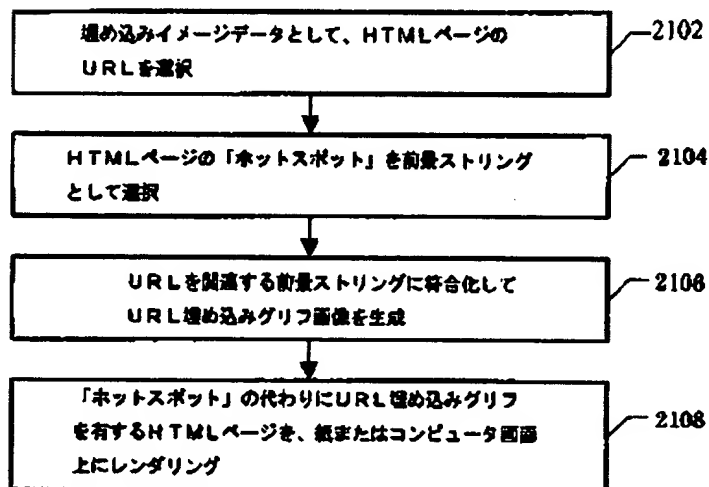 埋め込みイメージデータとして、HTMLページの
URLを選択
2102
HTMLページの「ホットスポット」を前景ストリング
として選択
2104
URLを関連する前景ストリングに符合化して
URL埋め込みグリフ画像を生成
2106
「ホットスポット」の代わりにURL埋め込みグリフ
を有するHTMLページを、紙またはコンピュータ画面
上にレンダリング
2108